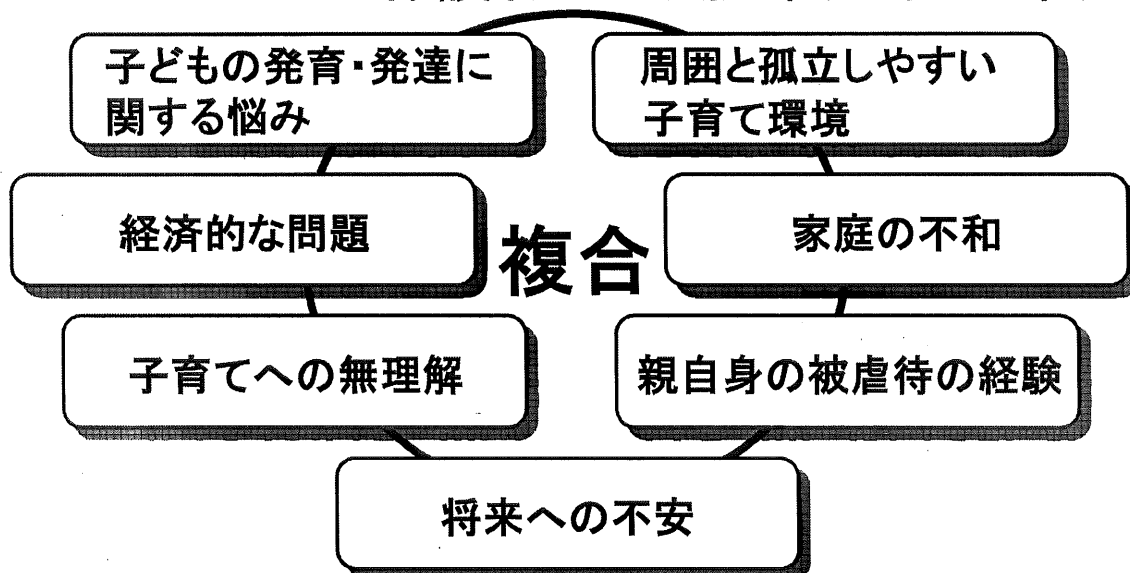 子どもの発育・発達に
関する悩み
周囲と孤立しやすい
子育て環境
経済的な問題
複合
家庭の不和
子育てへの無理解
親自身の被虐待の経験
将来への不安